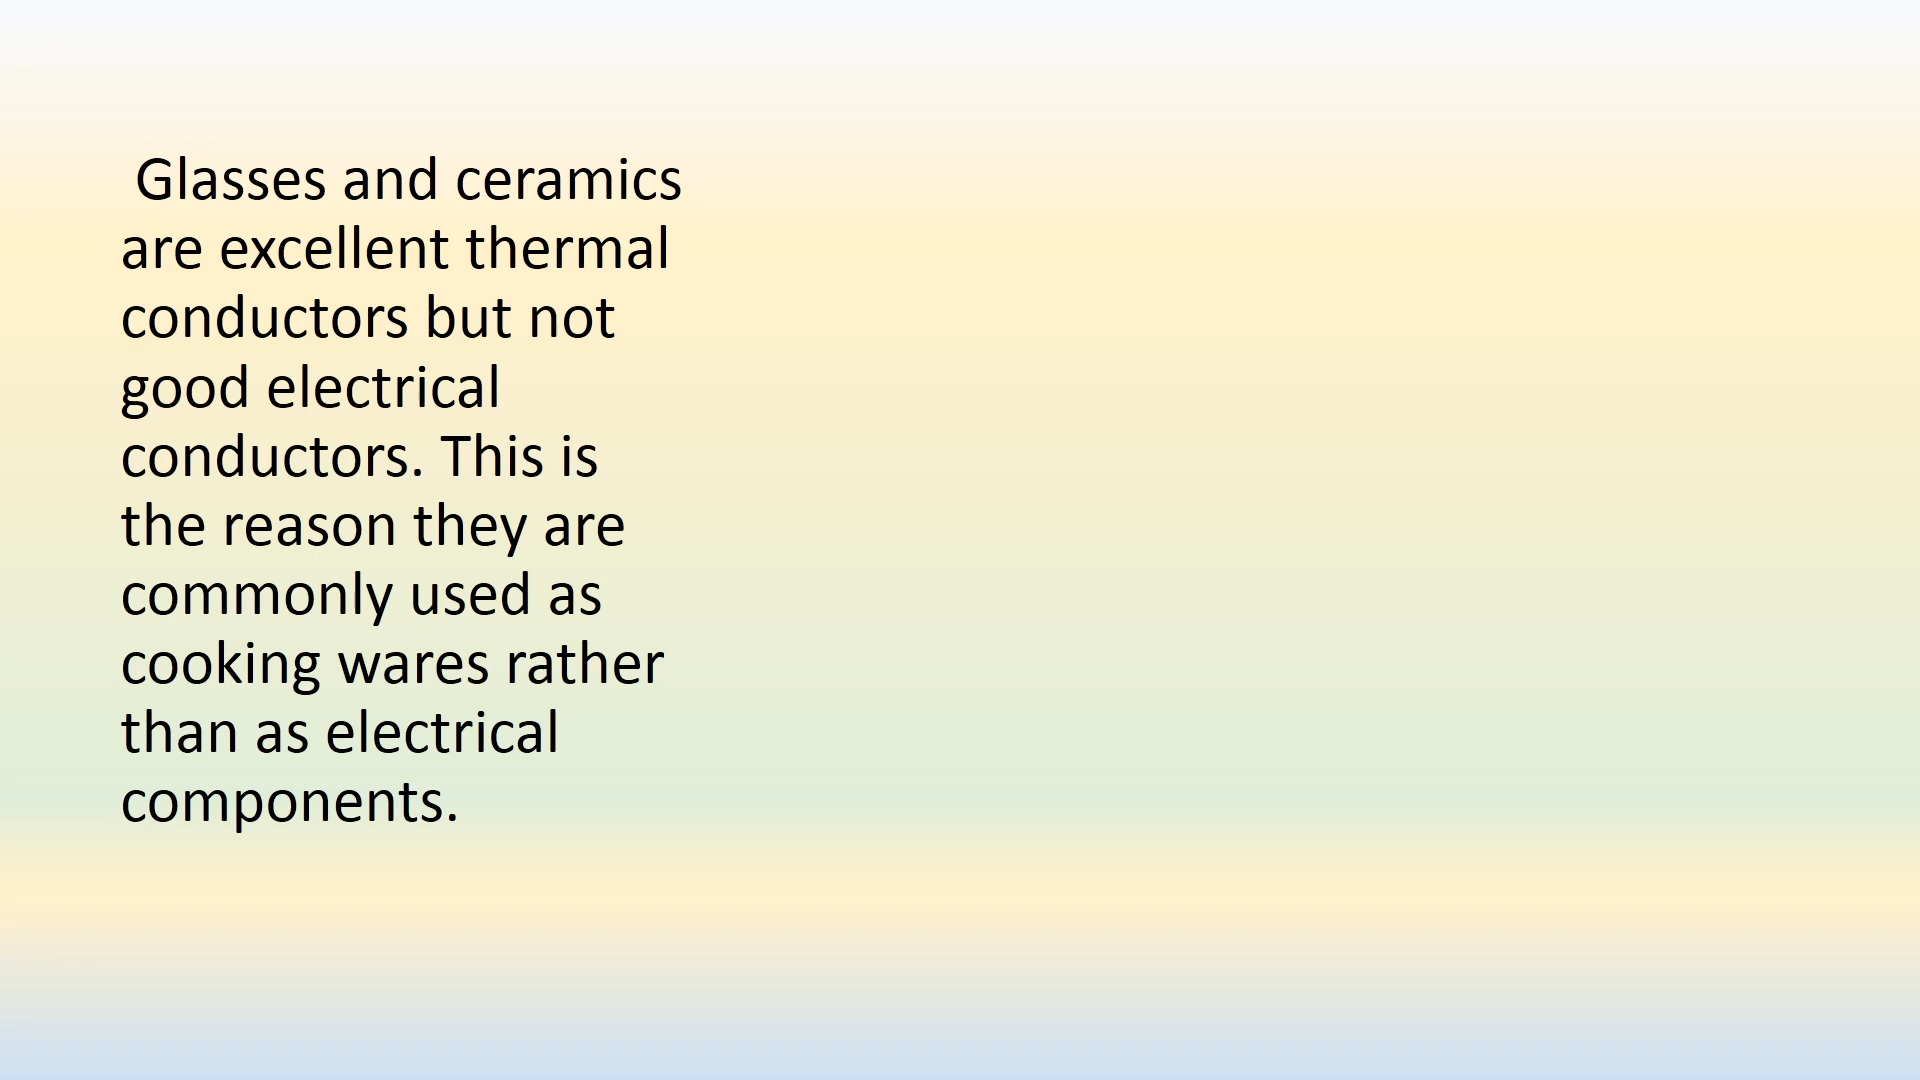 Glasses and ceramics
are excellent thermal
conductors but not
good electrical
conductors. This is
the reason they are
commonly used as
cooking wares rather
than as electrical
components.